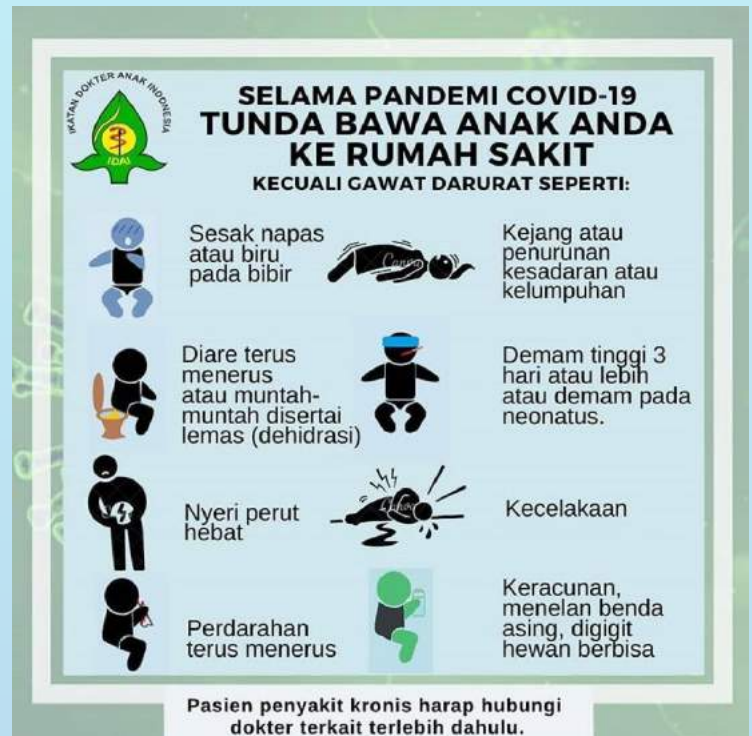 IKATAN DOKTER ANAK INDONESIA
IDAI
SELAMA PANDEMI COVID-19
TUNDA BAWA ANAK ANDA
KE RUMAH SAKIT
KECUALI GAWAT DARURAT SEPERTI:
Sesak napas
atau biru
pada bibir
Canva
Kejang atau
penurunan
kesadaran atau
kelumpuhan
Diare terus
menerus
atau muntah-
muntah disertai
lemas (dehidrasi)
Demam tinggi 3
hari atau lebih
atau demam pada
neonatus.
Nyeri perut
hebat
Canva
Kecelakaan
Perdarahan
terus menerus
Keracunan,
menelan benda
asing, digigit
hewan berbisa
Pasien penyakit kronis harap hubungi
dokter terkait terlebih dahulu.